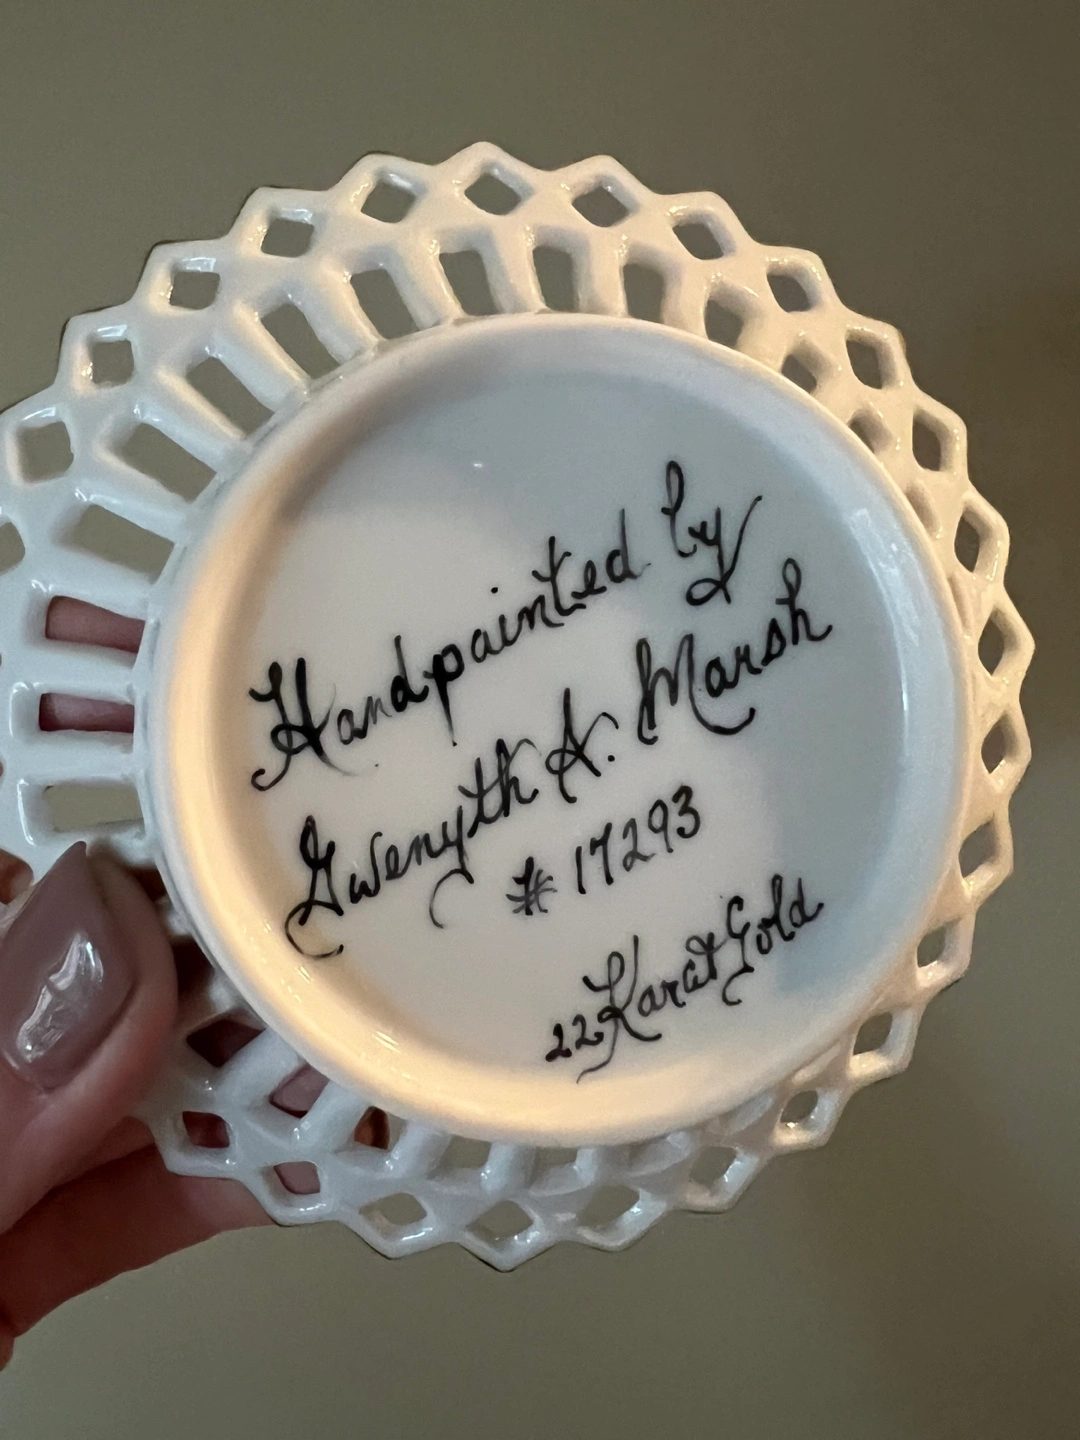 Handpainted by
Gwenyth A. Marsh
# 17293
22 Karat Gold